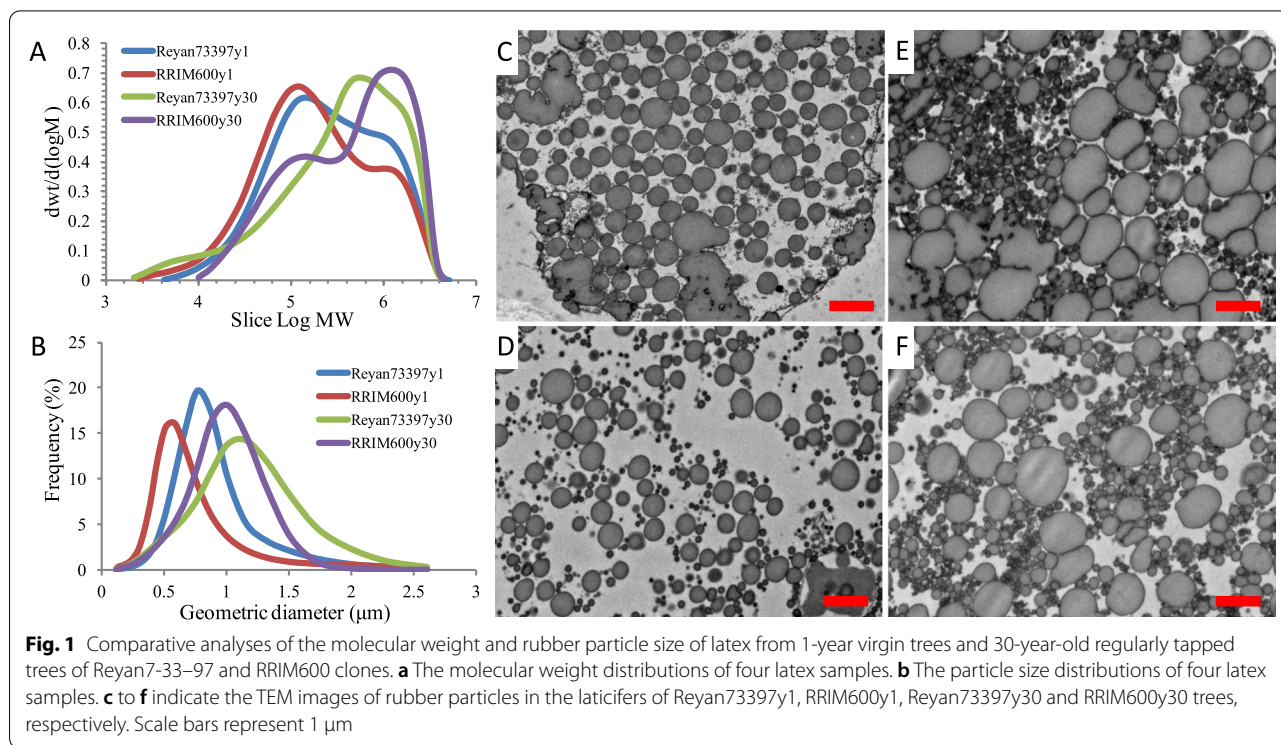 A
0.8
0.7
0.6
0.5
0.4
0.3
0.2
0.1
0
dwt/d(logM )
Reyan73397y1
RRIM600y1
Reyan73397y30
RRIM600y30
3 4 5 6 7
Slice Log MW
B
25
20
15
10
5
0
Frequency (%)
Reyan73397y1
RRIM600y1
Reyan73397y30
RRIM600y30
0 0.5 1 1.5 2 2.5 3
Geometric diameter (μm)
C
D
E
F
Fig. 1 Comparative analyses of the molecular weight and rubber particle size of latex from 1-year virgin trees and 30-year-old regularly tapped
trees of Reyan7-33–97 and RRIM600 clones. a The molecular weight distributions of four latex samples. b The particle size distributions of four latex
samples. c to f indicate the TEM images of rubber particles in the laticifers of Reyan73397y1, RRIM600y1, Reyan73397y30 and RRIM600y30 trees,
respectively. Scale bars represent 1 μm